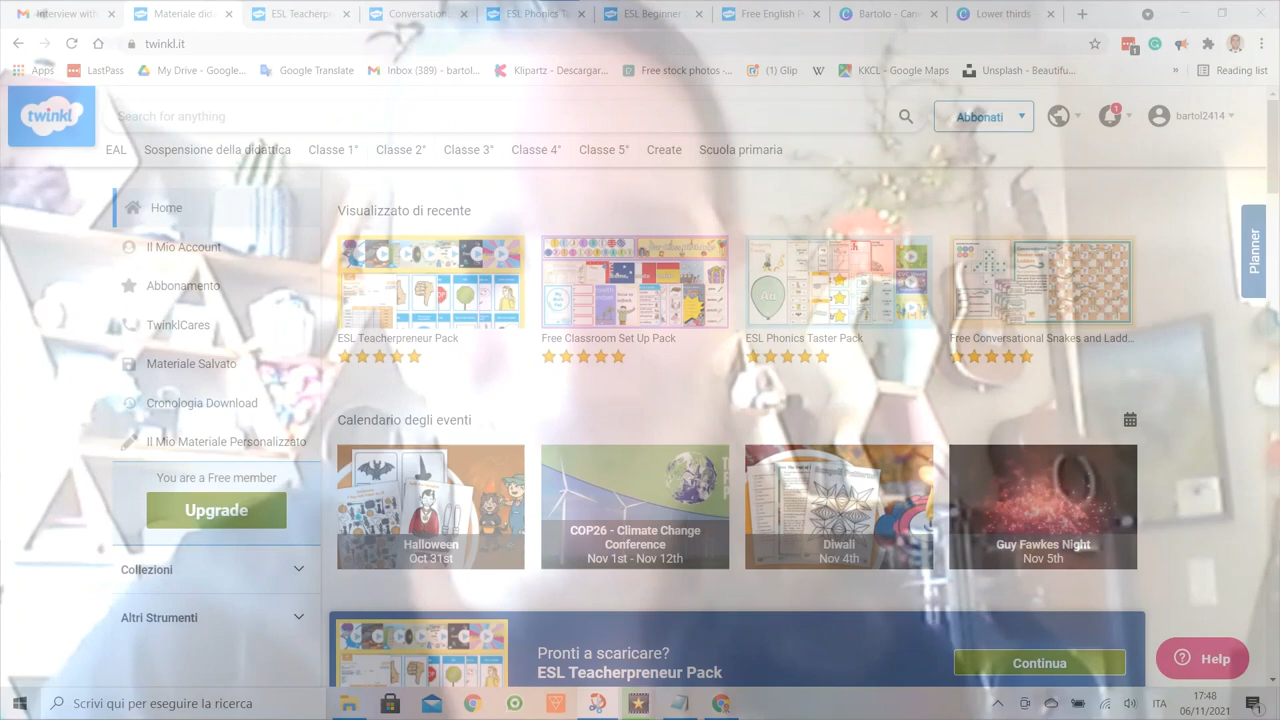 Interview with
Materiale did
ESL Teacherp
Conversation
ESL Phonics T
ESL Beginner
Free English P
Bartolo - Can
Lower thirds
twinkl.it
1
Apps
LastPass
My Drive - Google...
Google Translate
Inbox (389) - bartol...
Klipartz - Descargar...
Free stock photos -...
(1) Glip
W
KKCL - Google Maps
Unsplash - Beautifu...
»
Reading list
twinkl
Search for anything
Abbonati
1
bartol2414
EAL
Sospensione della didattica
Classe 1°
Classe 2°
Classe 3°
Classe 4°
Classe 5°
Create
Scuola primaria
Home
Il Mio Account
Abbonamento
TwinklCares
Materiale Salvato
Cronologia Download
Il Mio Materiale Personalizzato
You are a Free member
Upgrade
Collezioni
Altri Strumenti
Visualizzato di recente
ESL Teacherpreneur Pack
Free Classroom Set Up Pack
ESL Phonics Taster Pack
Free Conversational Snakes and Ladd...
Calendario degli eventi
Halloween
Oct 31st
COP26 - Climate Change
Conference
Nov 1st - Nov 12th
Diwali
Nov 4th
Guy Fawkes Night
Nov 5th
Planner
Pronti a scaricare?
ESL Teacherpreneur Pack
Continua
Help
Scrivi qui per eseguire la ricerca
ITA
17:48
06/11/2021
1